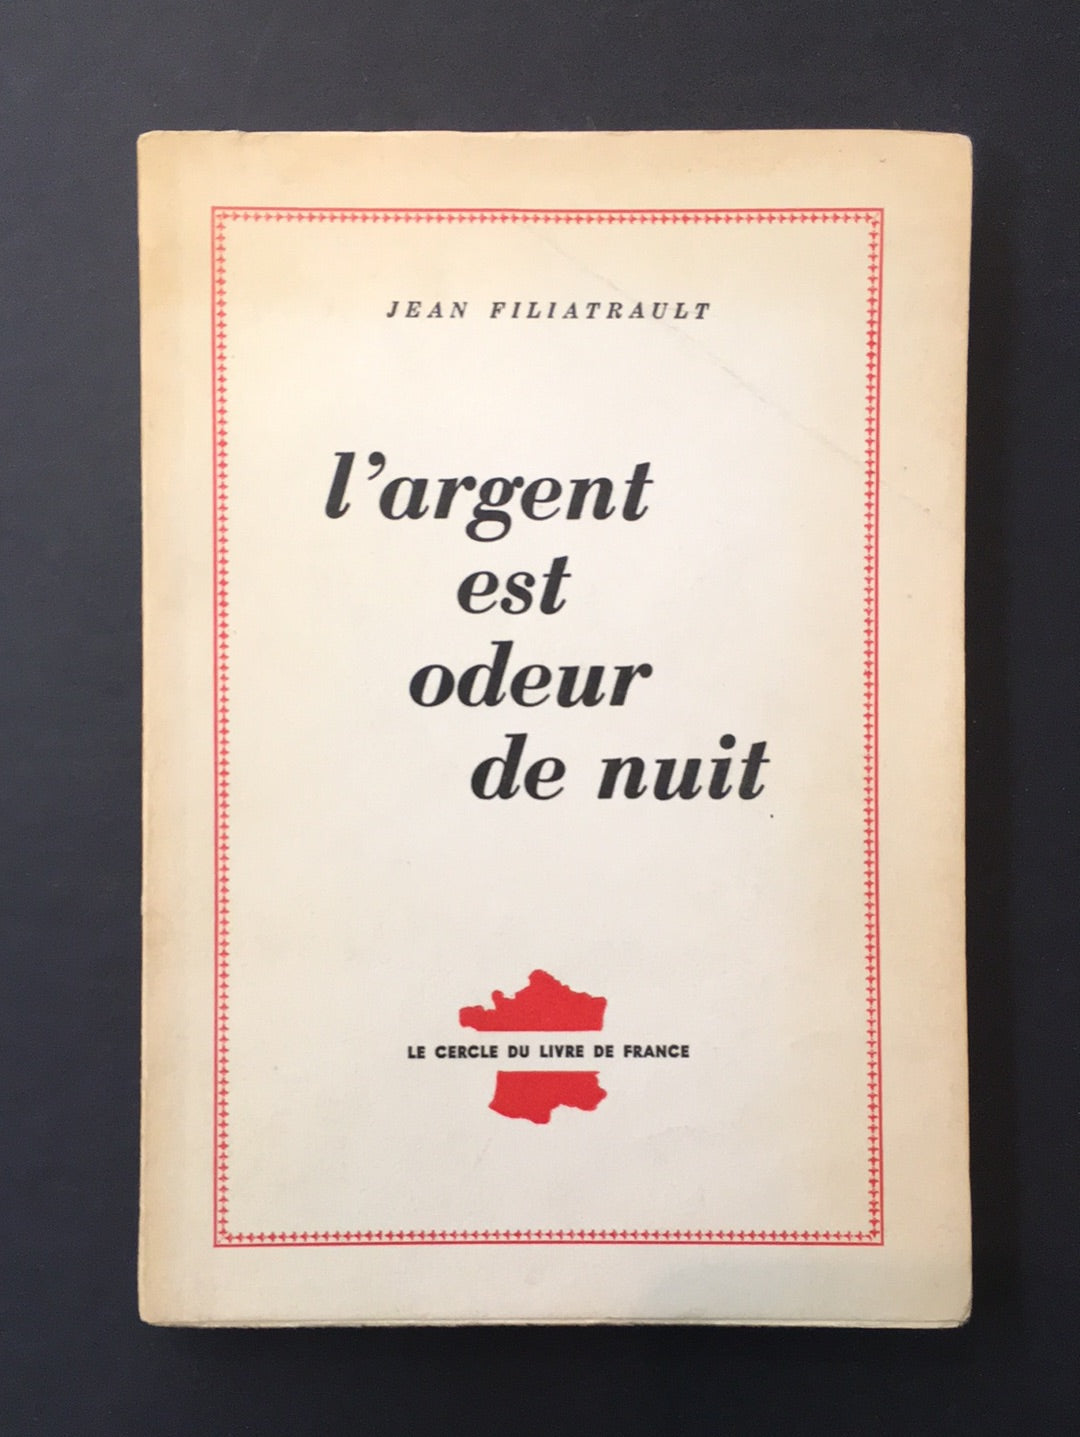 JEAN FILIATRAULT
l'argent
est
odeur
de nuit
LE CERCLE DU LIVRE DE FRANCE